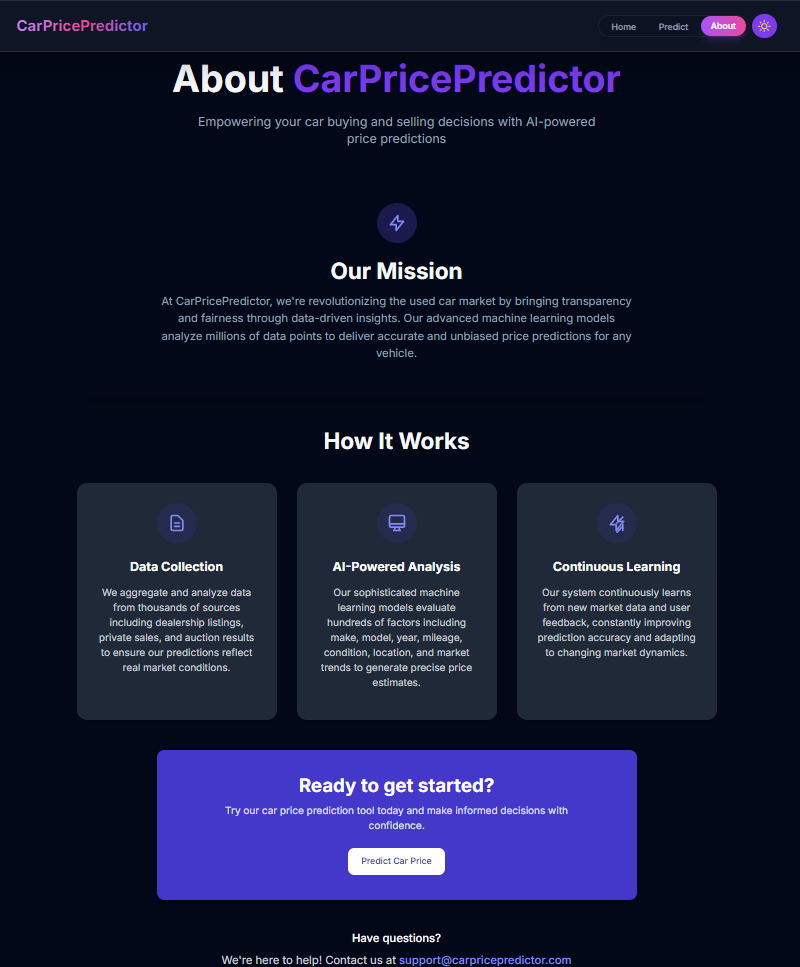 CarPricePredictor
Home
Predict
About
About CarPricePredictor
Empowering your car buying and selling decisions with AI-powered
price predictions
Our Mission
At CarPricePredictor, we're revolutionizing the used car market by bringing transparency
and fairness through data-driven insights. Our advanced machine learning models
analyze millions of data points to deliver accurate and unbiased price predictions for any
vehicle.
How It Works
Data Collection
We aggregate and analyze data
from thousands of sources
including dealership listings,
private sales, and auction results
to ensure our predictions reflect
real market conditions.
AI-Powered Analysis
Our sophisticated machine
learning models evaluate
hundreds of factors including
make, model, year, mileage,
condition, location, and market
trends to generate precise price
estimates.
Continuous Learning
Our system continuously learns
from new market data and user
feedback, constantly improving
prediction accuracy and adapting
to changing market dynamics.
Ready to get started?
Try our car price prediction tool today and make informed decisions with
confidence.
Predict Car Price
Have questions?
We're here to help! Contact us at support@carpricepredictor.com